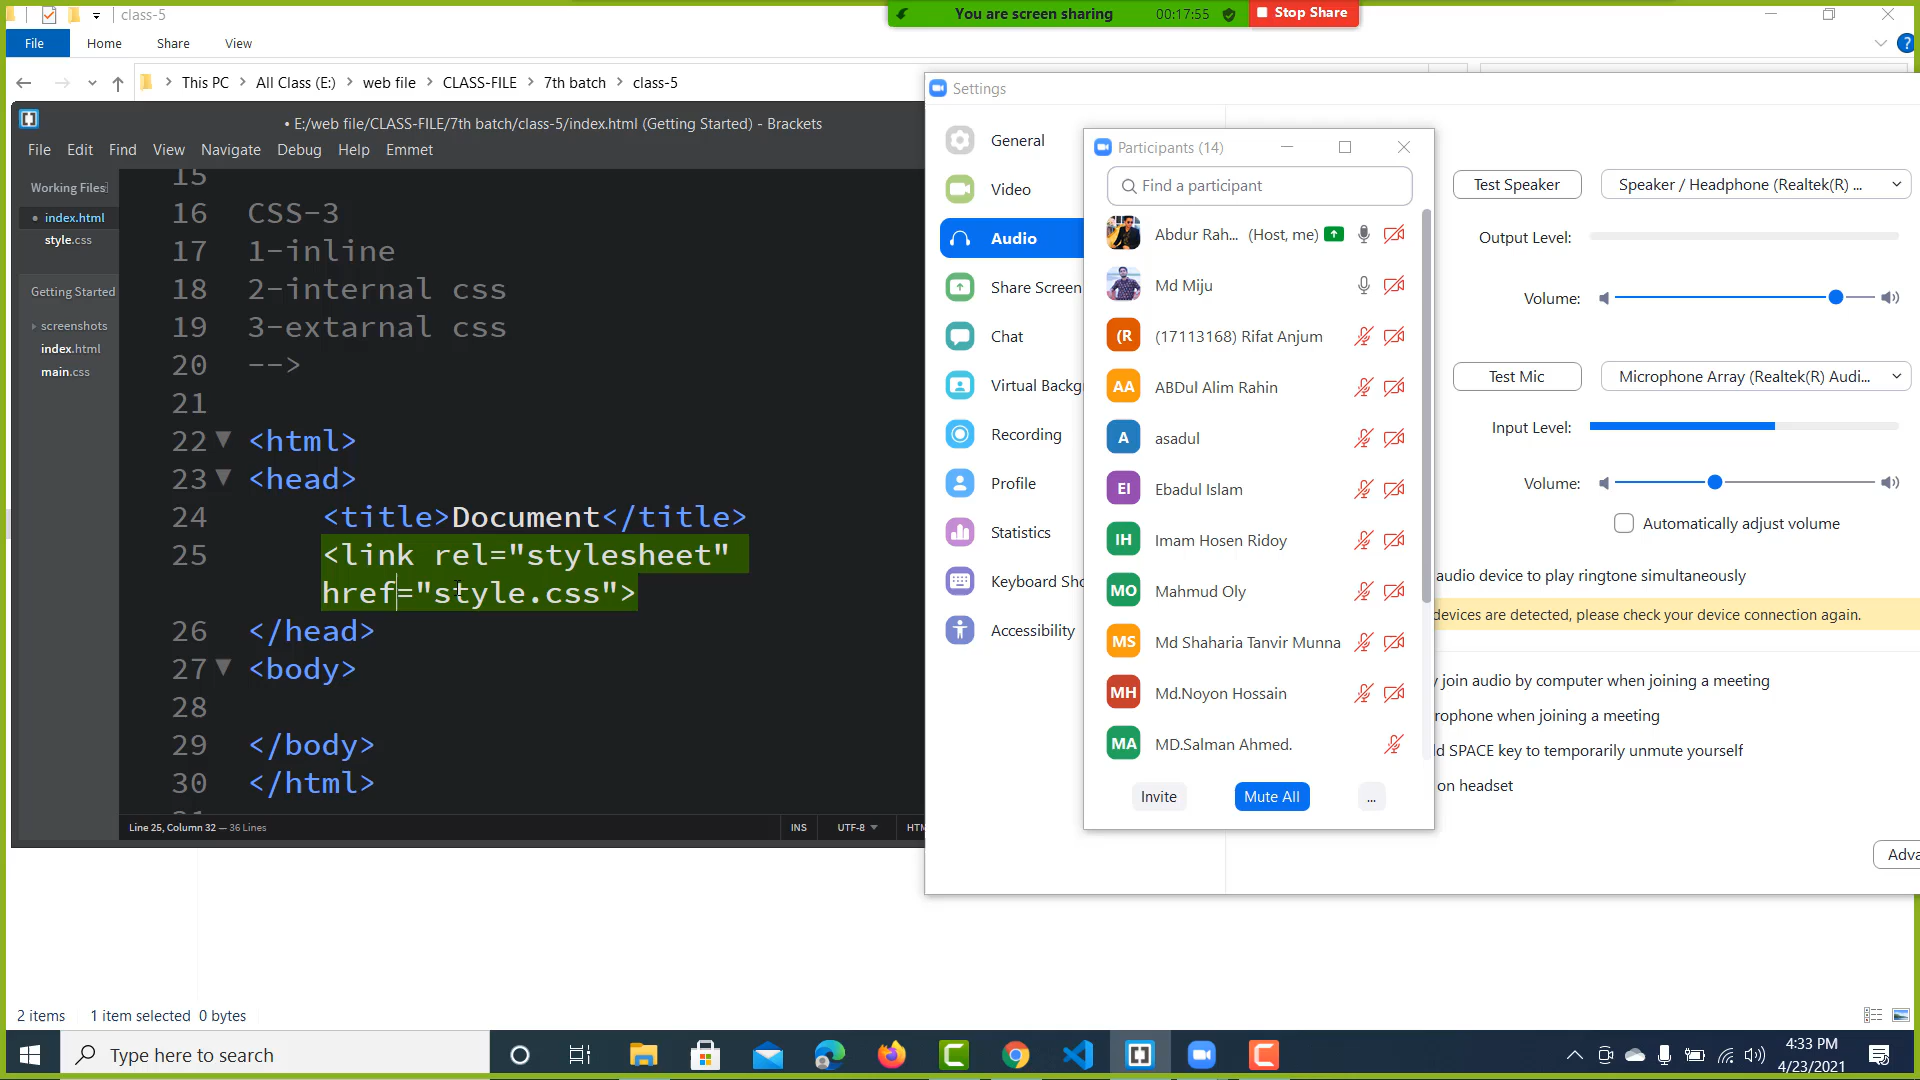 class-5
You are screen sharing
00:17:55
Stop Share
File
Home
Share
View
?
This PC
All Class (E:)
web file
CLASS-FILE
7th batch
class-5
• E:/web file/CLASS-FILE/7th batch/class-5/index.html (Getting Started) - Brackets
File Edit Find View Navigate Debug Help Emmet
Working Files
index.html
style.css
Getting Started
screenshots
index.html
main.css
15
16 CSS-3
17 1-inline
18 2-internal css
19 3-extarnal css
20 -->
21
22 <html>
23 <head>
24 <title>Document</title>
25 <link rel="stylesheet"
href="style.css">
26 </head>
27 <body>
28
29 </body>
30 </html>
Line 25, Column 32 — 36 Lines
INS
UTF-8
HTM
Settings
General
Video
Audio
Share Screen
Chat
Virtual Backg
Recording
Profile
Statistics
Keyboard Sho
Accessibility
Participants (14)
Find a participant
Abdur Rah... (Host, me)
Md Miju
(R (17113168) Rifat Anjum
AA ABDul Alim Rahin
A asadul
EI Ebadul Islam
IH Imam Hosen Ridoy
MO Mahmud Oly
MS Md Shaharia Tanvir Munna
MH Md.Noyon Hossain
MA MD.Salman Ahmed.
Invite
Mute All
...
Test Speaker
Speaker / Headphone (Realtek(R) ...
Output Level:
Volume:
Test Mic
Microphone Array (Realtek(R) Audi...
Input Level:
Volume:
Automatically adjust volume
audio device to play ringtone simultaneously
devices are detected, please check your device connection again.
y join audio by computer when joining a meeting
rophone when joining a meeting
ld SPACE key to temporarily unmute yourself
on headset
Adva
2 items
1 item selected 0 bytes
Type here to search
4:33 PM
4/23/2021